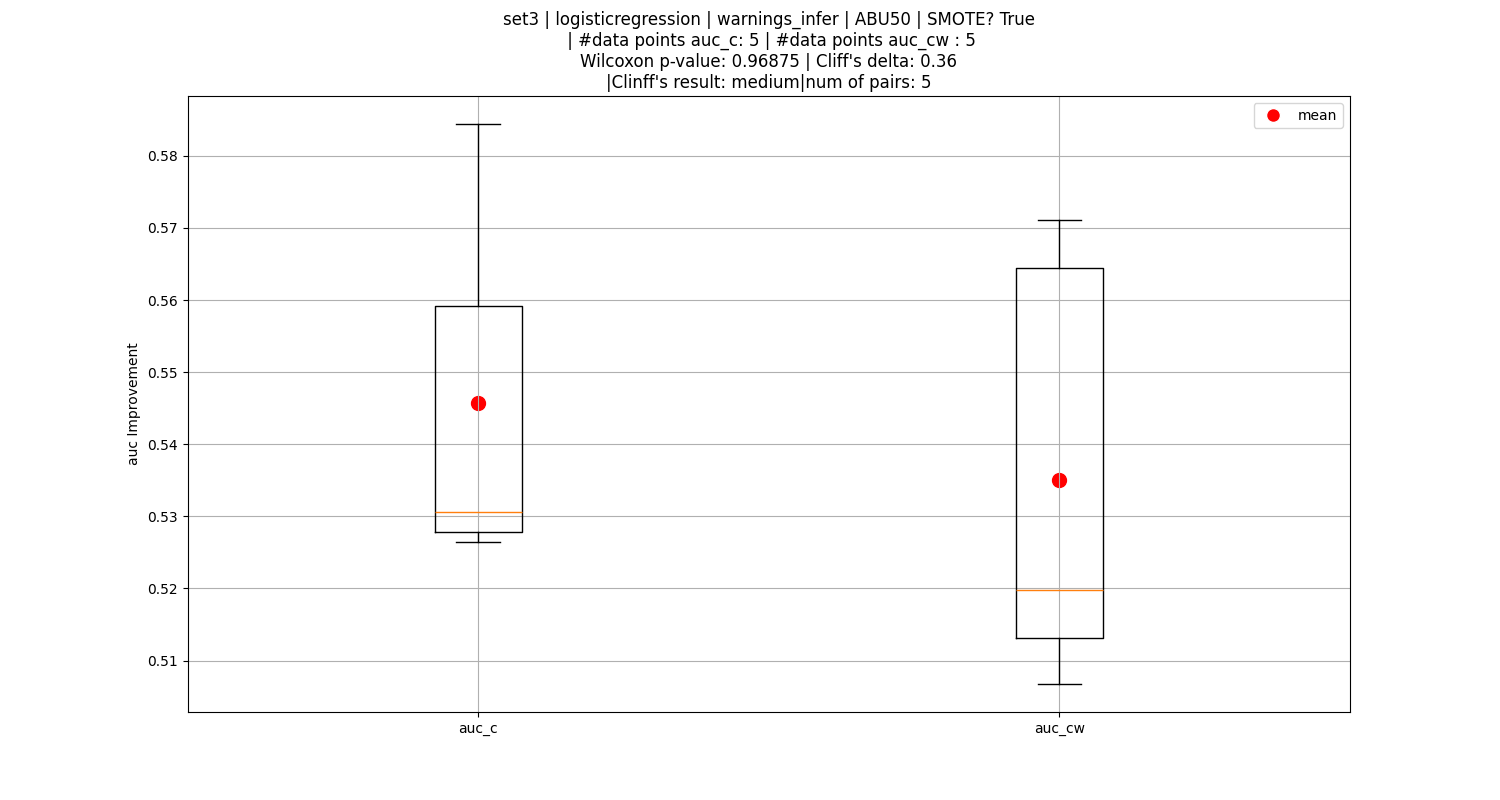 set3 | logisticregression | warnings_infer | ABU50 | SMOTE? True
| #data points auc_c: 5 | #data points auc_cw : 5
Wilcoxon p-value: 0.96875 | Cliff's delta: 0.36
|Clinff's result: medium|num of pairs: 5
mean
0.58
0.57
0.56
0.55
0.54
0.53
0.52
0.51
auc Improvement
auc_c
auc_cw